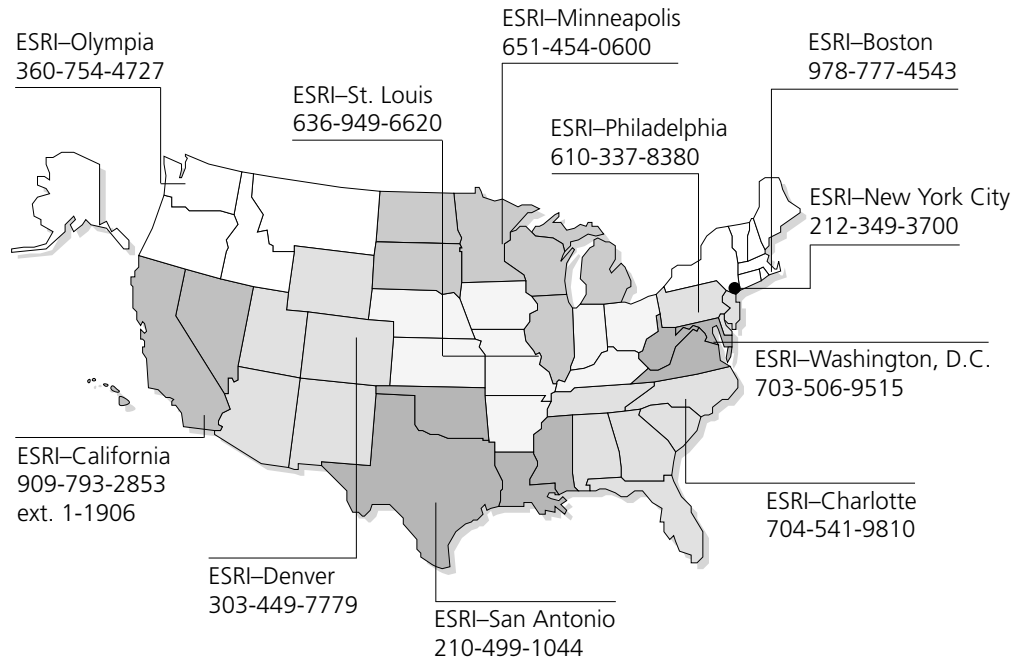 ESRI–Minneapolis
651-454-0600
ESRI–Olympia
360-754-4727
ESRI–Boston
978-777-4543
ESRI–St. Louis
636-949-6620
ESRI–Philadelphia
610-337-8380
ESRI–New York City
212-349-3700
ESRI–Washington, D.C.
703-506-9515
ESRI–California
909-793-2853
ext. 1-1906
ESRI–Charlotte
704-541-9810
ESRI–Denver
303-449-7779
ESRI–San Antonio
210-499-1044